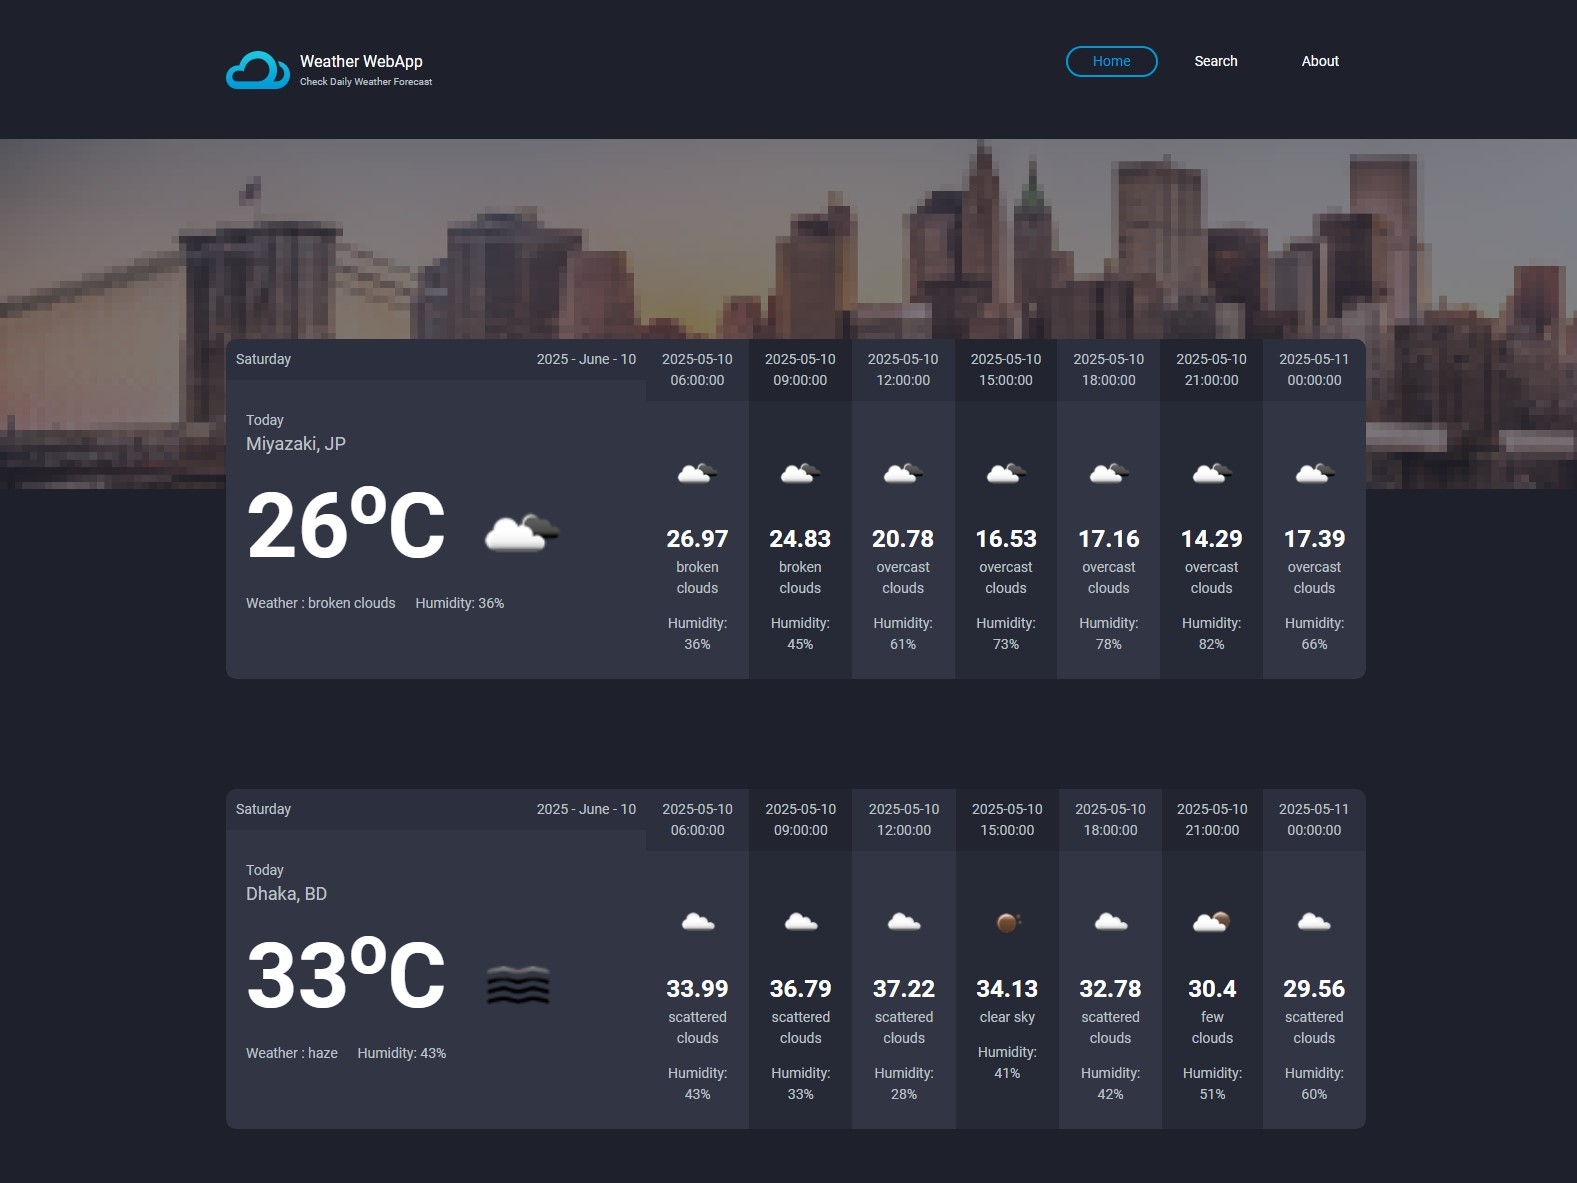 Weather WebApp
Check Daily Weather Forecast
Home Search About
Saturday 2025 - June - 10
Today
Miyazaki, JP
26ºC
Weather : broken clouds Humidity: 36%
2025-05-10
06:00:00
26.97
broken
clouds
Humidity:
36%
2025-05-10
09:00:00
24.83
broken
clouds
Humidity:
45%
2025-05-10
12:00:00
20.78
overcast
clouds
Humidity:
61%
2025-05-10
15:00:00
16.53
overcast
clouds
Humidity:
73%
2025-05-10
18:00:00
17.16
overcast
clouds
Humidity:
78%
2025-05-10
21:00:00
14.29
overcast
clouds
Humidity:
82%
2025-05-11
00:00:00
17.39
overcast
clouds
Humidity:
66%
Saturday 2025 - June - 10
Today
Dhaka, BD
33ºC
Weather : haze Humidity: 43%
2025-05-10
06:00:00
33.99
scattered
clouds
Humidity:
43%
2025-05-10
09:00:00
36.79
scattered
clouds
Humidity:
33%
2025-05-10
12:00:00
37.22
scattered
clouds
Humidity:
28%
2025-05-10
15:00:00
34.13
clear sky
Humidity:
41%
2025-05-10
18:00:00
32.78
scattered
clouds
Humidity:
42%
2025-05-10
21:00:00
30.4
few
clouds
Humidity:
51%
2025-05-11
00:00:00
29.56
scattered
clouds
Humidity:
60%